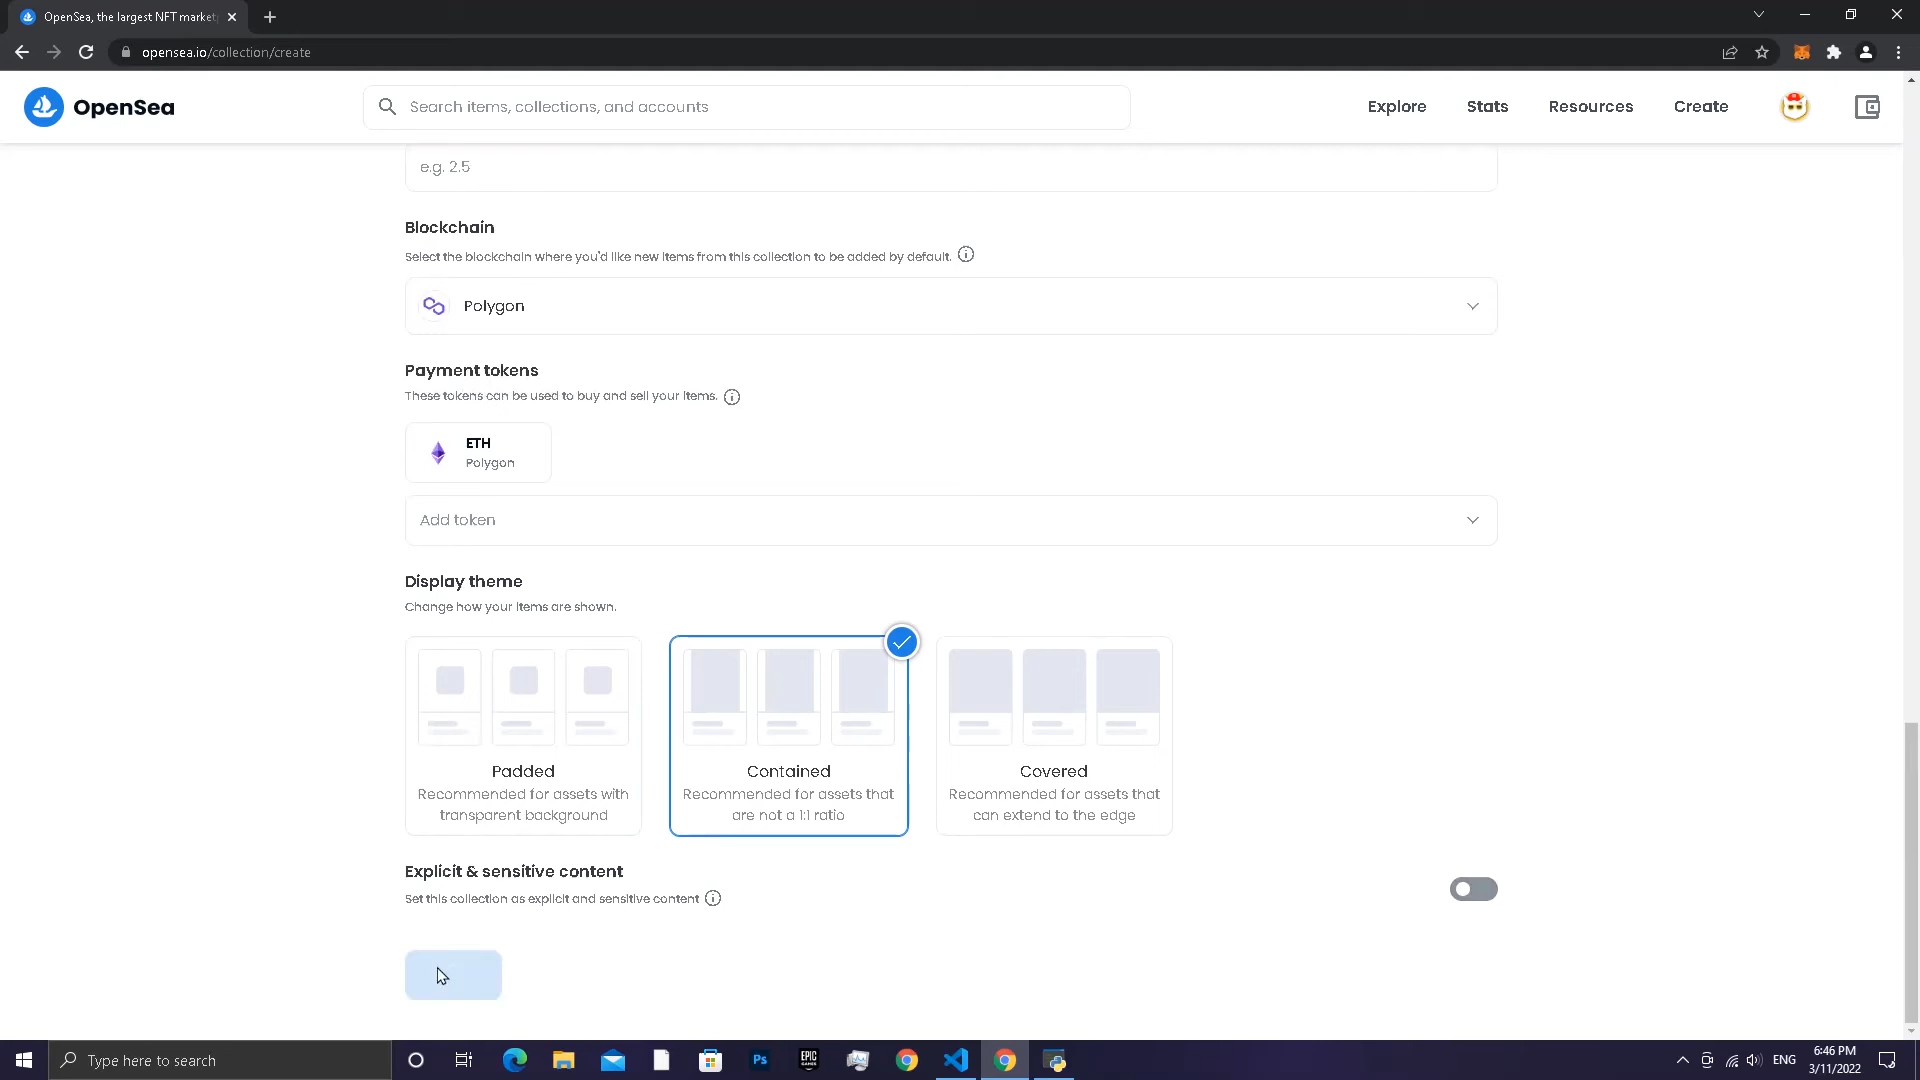 OpenSea, the largest NFT market
opensea.io/collection/create
OpenSea
Search items, collections, and accounts
Explore
Stats
Resources
Create
e.g. 2.5
Blockchain
Select the blockchain where you'd like new items from this collection to be added by default.
Polygon
Payment tokens
These tokens can be used to buy and sell your items.
ETH
Polygon
Add token
Display theme
Change how your items are shown.
Padded
Recommended for assets with
transparent background
Contained
Recommended for assets that
are not a 1:1 ratio
Covered
Recommended for assets that
can extend to the edge
Explicit & sensitive content
Set this collection as explicit and sensitive content
Type here to search
Ps
EPIC
GAMES
ENG
6:46 PM
3/11/2022